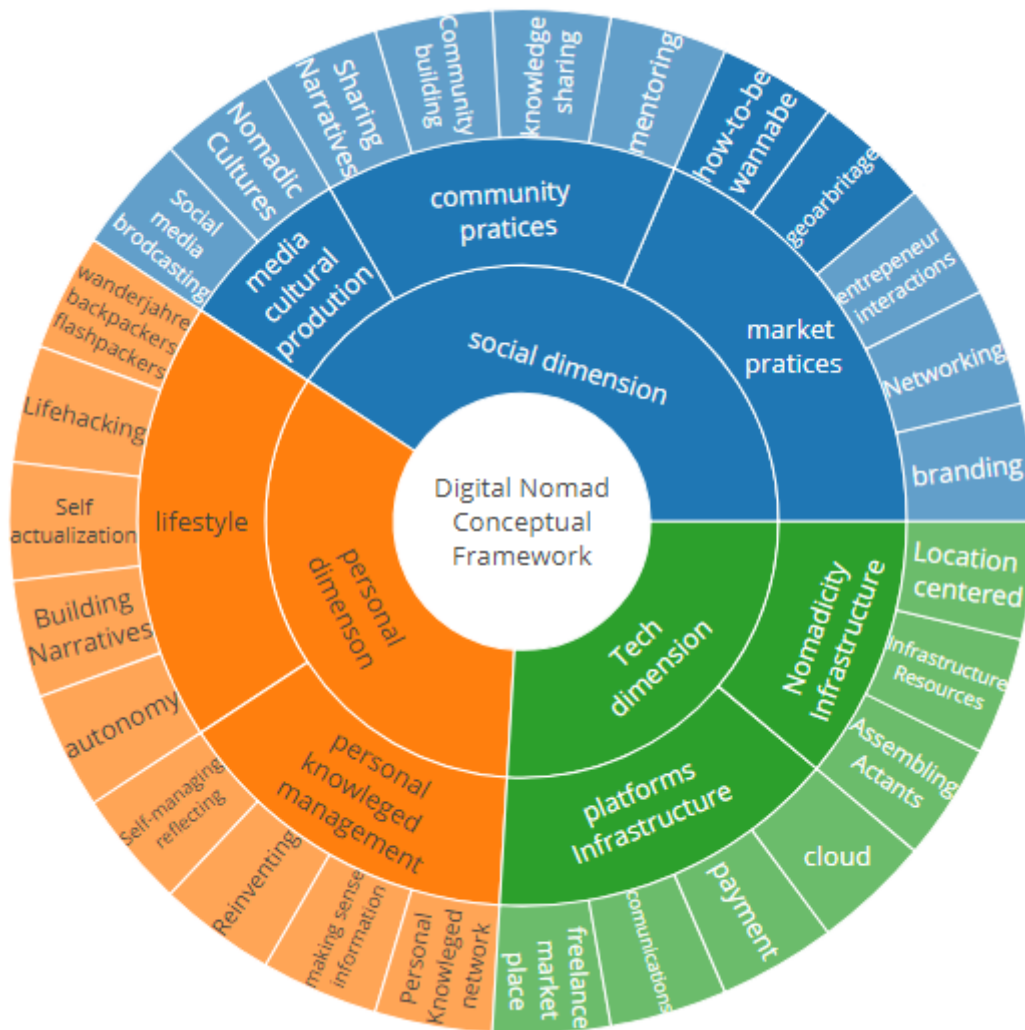 Digital Nomad
Conceptual
Framework
social dimension
media
cultural
prodution
Social
media
brodcasting
Nomadic
Cultures
community
pratices
Sharing
Narratives
Community
building
knowledge
sharing
mentoring
market
pratices
how-to-be
wannabe
geoarbritage
entrepeneur
interactions
Networking
branding
Tech
dimension
Nomadicity
Infrastructure
Location
centered
Infrastructure
Resources
Assembling
Actants
platforms
Infrastructure
cloud
payment
comunications
freelance
market
place
personal
dimenson
personal
knowleged
management
Personal
Knowleged
network
making sense
information
Reinventing
Self-managing
reflecting
lifestyle
autonomy
Building
Narratives
Self
actualization
Lifehacking
wanderjahre
backpackers
flashpackers